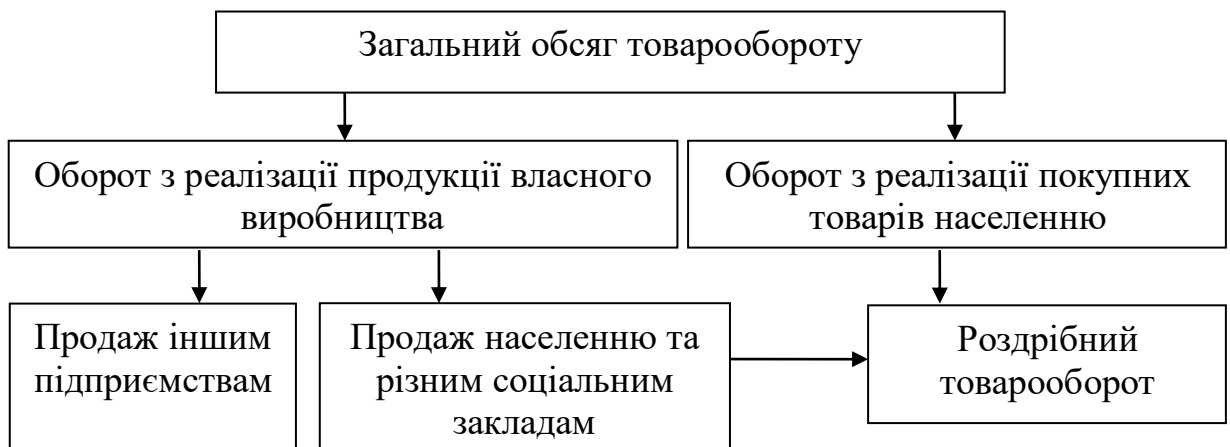 Загальний обсяг товарообороту
Оборот з реалізації продукції власного
виробництва
Оборот з реалізації покупних
товарів населенню
Продаж іншим
підприємствам
Продаж населенню та
різним соціальним
закладам
Роздрібний
товарооборот